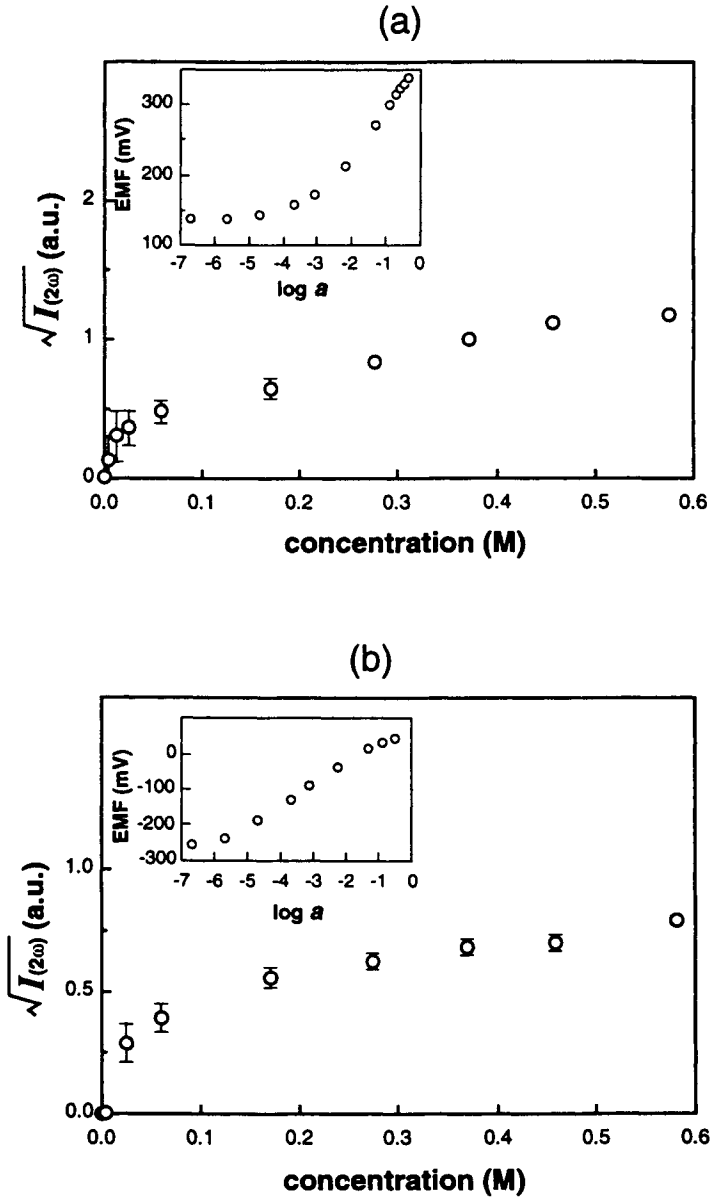 (a)
300
200
100
EMF (mV)
-7 -6 -5 -4 -3 -2 -1 0
log a
2
1
0
√I(2ω) (a.u.)
0.0 0.1 0.2 0.3 0.4 0.5 0.6
concentration (M)
(b)
0
-100
-200
-300
EMF (mV)
-7 -6 -5 -4 -3 -2 -1 0
log a
1.0
0.5
0.0
√I(2ω) (a.u.)
0.0 0.1 0.2 0.3 0.4 0.5 0.6
concentration (M)